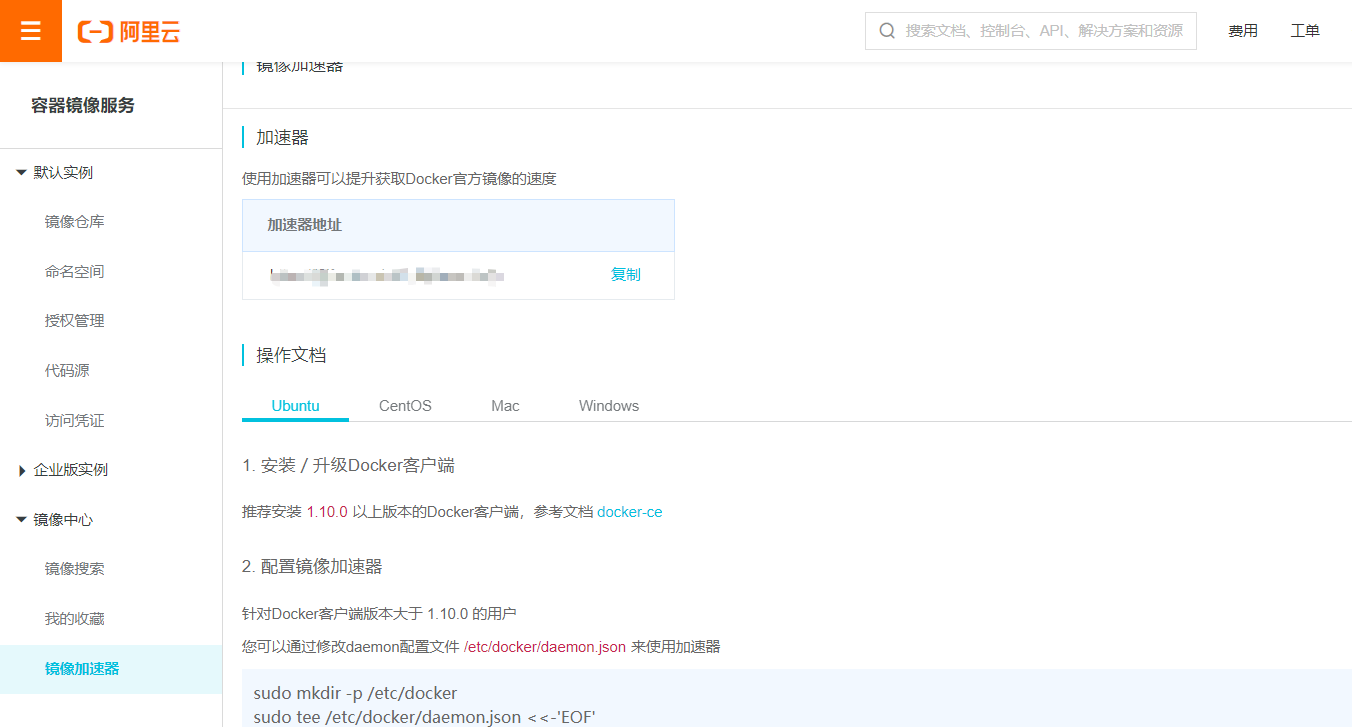 阿里云
搜索文档、控制台、API、解决方案和资源
费用
工单
容器镜像服务
默认实例
镜像仓库
命名空间
授权管理
代码源
访问凭证
企业版实例
镜像中心
镜像搜索
我的收藏
镜像加速器
镜像加速器
加速器
使用加速器可以提升获取Docker官方镜像的速度
加速器地址
复制
操作文档
Ubuntu CentOS Mac Windows
1. 安装 / 升级Docker客户端
推荐安装 1.10.0 以上版本的Docker客户端，参考文档 docker-ce
2. 配置镜像加速器
针对Docker客户端版本大于 1.10.0 的用户
您可以通过修改daemon配置文件 /etc/docker/daemon.json 来使用加速器
sudo mkdir -p /etc/docker
sudo tee /etc/docker/daemon.json <<-'EOF'